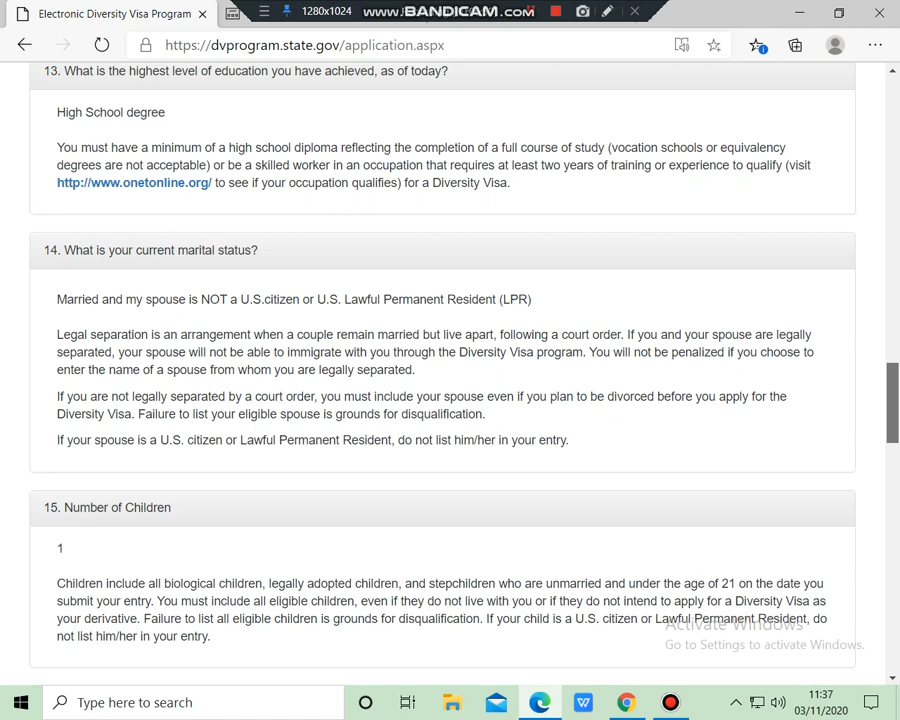 Electronic Diversity Visa Program
1280x1024
www.BANDICAM.com
https://dvprogram.state.gov/application.aspx
13. What is the highest level of education you have achieved, as of today?
High School degree
You must have a minimum of a high school diploma reflecting the completion of a full course of study (vocation schools or equivalency
degrees are not acceptable) or be a skilled worker in an occupation that requires at least two years of training or experience to qualify (visit
http://www.onetonline.org/ to see if your occupation qualifies) for a Diversity Visa.
14. What is your current marital status?
Married and my spouse is NOT a U.S.citizen or U.S. Lawful Permanent Resident (LPR)
Legal separation is an arrangement when a couple remain married but live apart, following a court order. If you and your spouse are legally
separated, your spouse will not be able to immigrate with you through the Diversity Visa program. You will not be penalized if you choose to
enter the name of a spouse from whom you are legally separated.
If you are not legally separated by a court order, you must include your spouse even if you plan to be divorced before you apply for the
Diversity Visa. Failure to list your eligible spouse is grounds for disqualification.
If your spouse is a U.S. citizen or Lawful Permanent Resident, do not list him/her in your entry.
15. Number of Children
1
Children include all biological children, legally adopted children, and stepchildren who are unmarried and under the age of 21 on the date you
submit your entry. You must include all eligible children, even if they do not live with you or if they do not intend to apply for a Diversity Visa as
your derivative. Failure to list all eligible children is grounds for disqualification. If your child is a U.S. citizen or Lawful Permanent Resident, do
not list him/her in your entry.
Activate Windows
Go to Settings to activate Windows.
Type here to search
11:37
03/11/2020